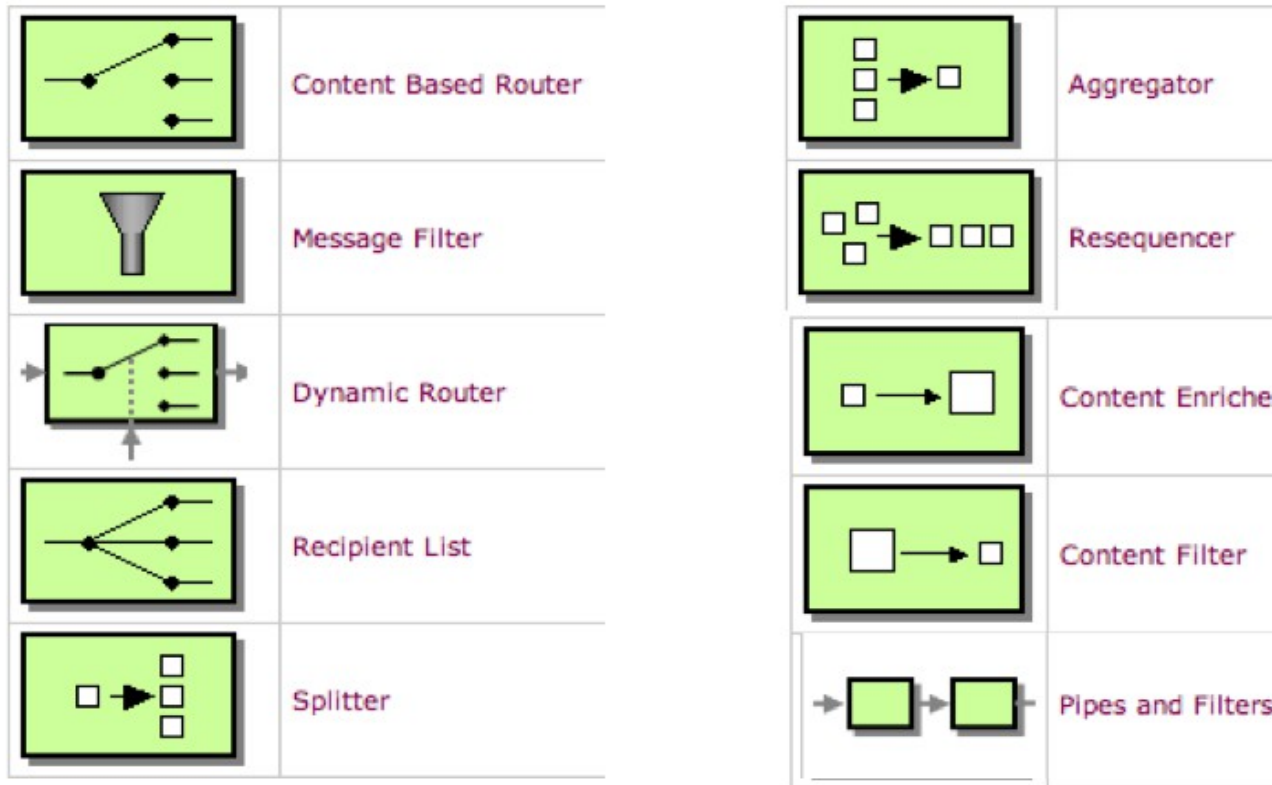 Content Based Router
Message Filter
Dynamic Router
Recipient List
Splitter
Aggregator
Resequencer
Content Enriche
Content Filter
Pipes and Filters